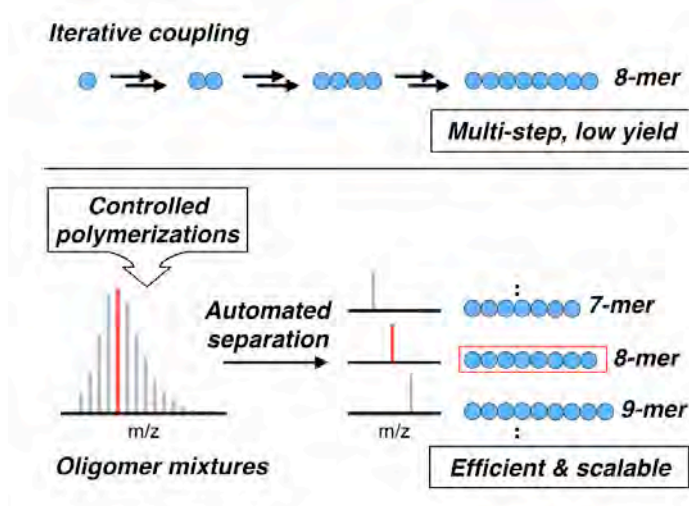 Iterative coupling
8-mer
Multi-step, low yield
Controlled
polymerizations
Automated
separation
:
7-mer
8-mer
9-mer
:
m/z
m/z
Oligomer mixtures
Efficient & scalable